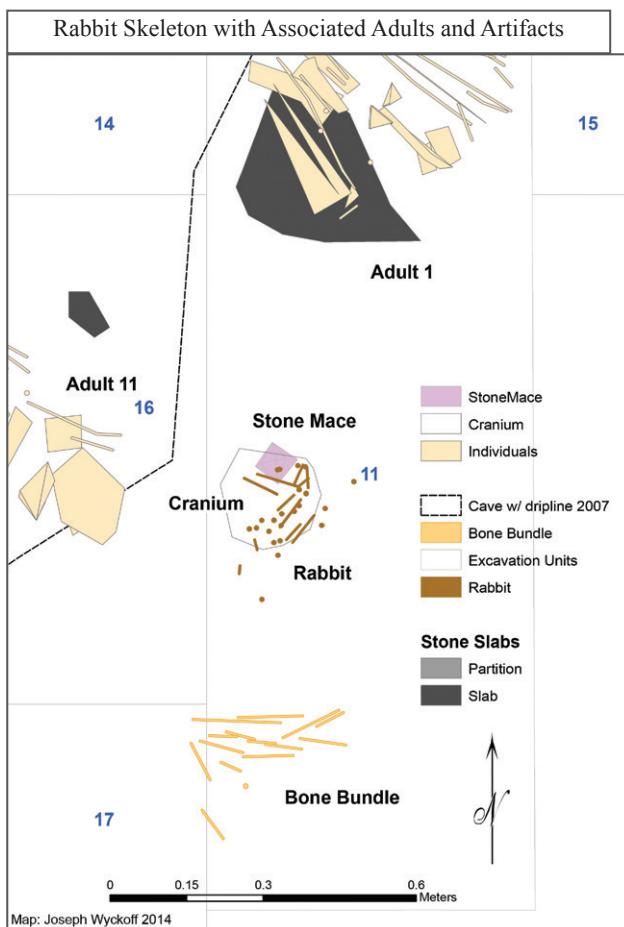 Rabbit Skeleton with Associated Adults and Artifacts
14
15
Adult 1
Adult 11
16
Stone Mace
11
Cranium
Rabbit
StoneMace
Cranium
Individuals
Cave w/ dripline 2007
Bone Bundle
Excavation Units
Rabbit
Stone Slabs
Partition
Slab
Bone Bundle
17
N
0 0.15 0.3 0.6
Meters
Map: Joseph Wyckoff 2014